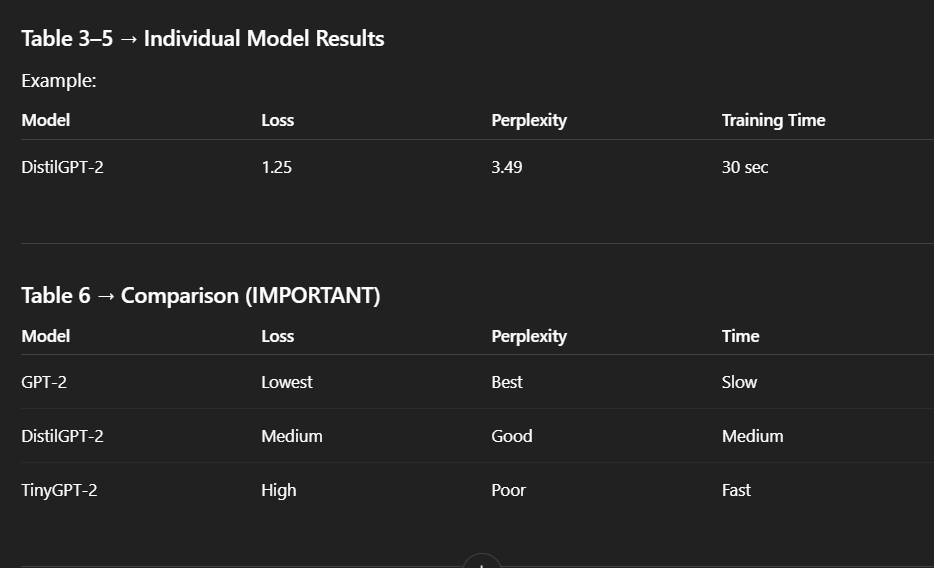 Table 3–5 → Individual Model Results
Example:
Model Loss Perplexity Training Time
DistilGPT-2 1.25 3.49 30 sec
Table 6 → Comparison (IMPORTANT)
Model Loss Perplexity Time
GPT-2 Lowest Best Slow
DistilGPT-2 Medium Good Medium
TinyGPT-2 High Poor Fast